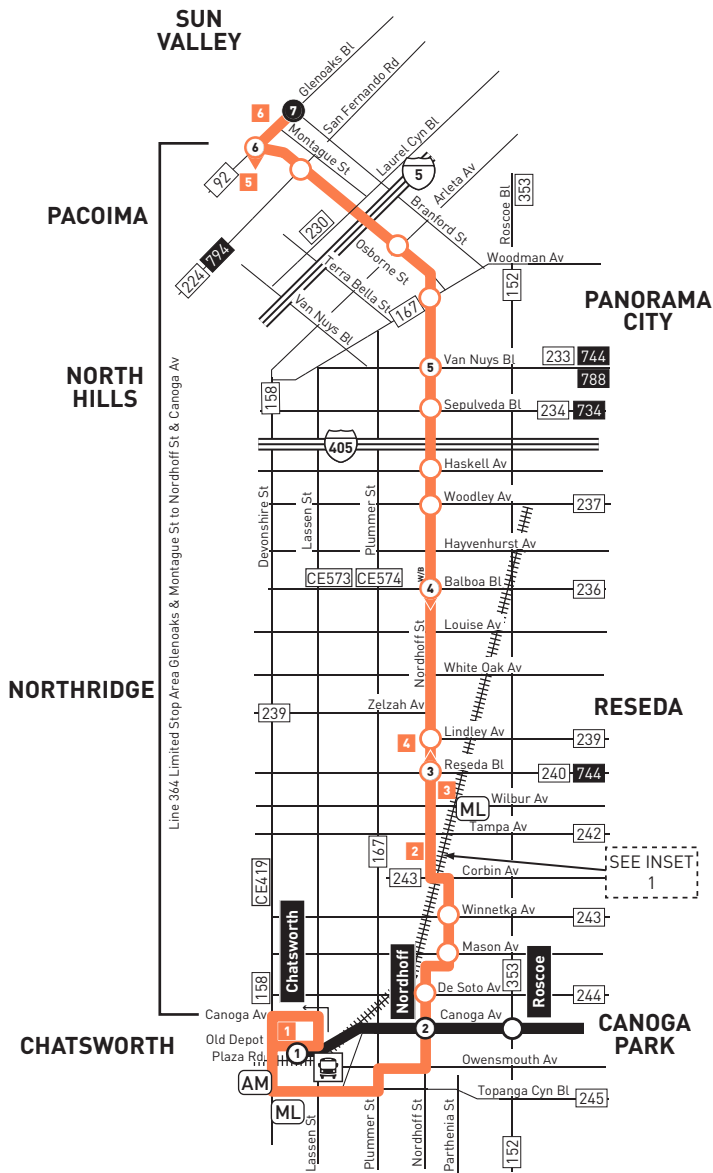 SUN
VALLEY
Glenoaks Bl
San Fernando Rd
6
7
Montague St
Laurel Cyn Bl
6
5
92
5
Arleta Av
Roscoe Bl
353
PACOIMA
230
Branford St
Osborne St
Woodman Av
224
794
Terra Bella St
167
152
Van Nuys Bl
PANORAMA
CITY
5
Van Nuys Bl
233
744
788
NORTH
HILLS
158
Sepulveda Bl
234
734
405
Haskell Av
Line 364 Limited Stop Area Glenoaks & Montague St to Nordhoff St & Canoga Av
Devonshire St
Lassen St
Plummer St
Woodley Av
237
Hayvenhurst Av
CE573
CE574
W/B
4
Balboa Bl
236
Nordhoff St
Louise Av
White Oak Av
NORTHRIDGE
239
Zelzah Av
RESEDA
4
Lindley Av
239
3
Reseda Bl
240
744
3
Wilbur Av
ML
Tampa Av
242
CE419
167
2
SEE INSET
1
243
Corbin Av
Winnetka Av
243
Chatsworth
Nordhoff
Mason Av
353
Roscoe
158
De Soto Av
244
Canoga Av
1
2
Canoga Av
CANOGA
PARK
CHATSWORTH
Old Depot
Plaza Rd
1
Owensmouth Av
AM
ML
Topanga Cyn Bl
245
Lassen St
Plummer St
Nordhoff St
Parthenia St
152